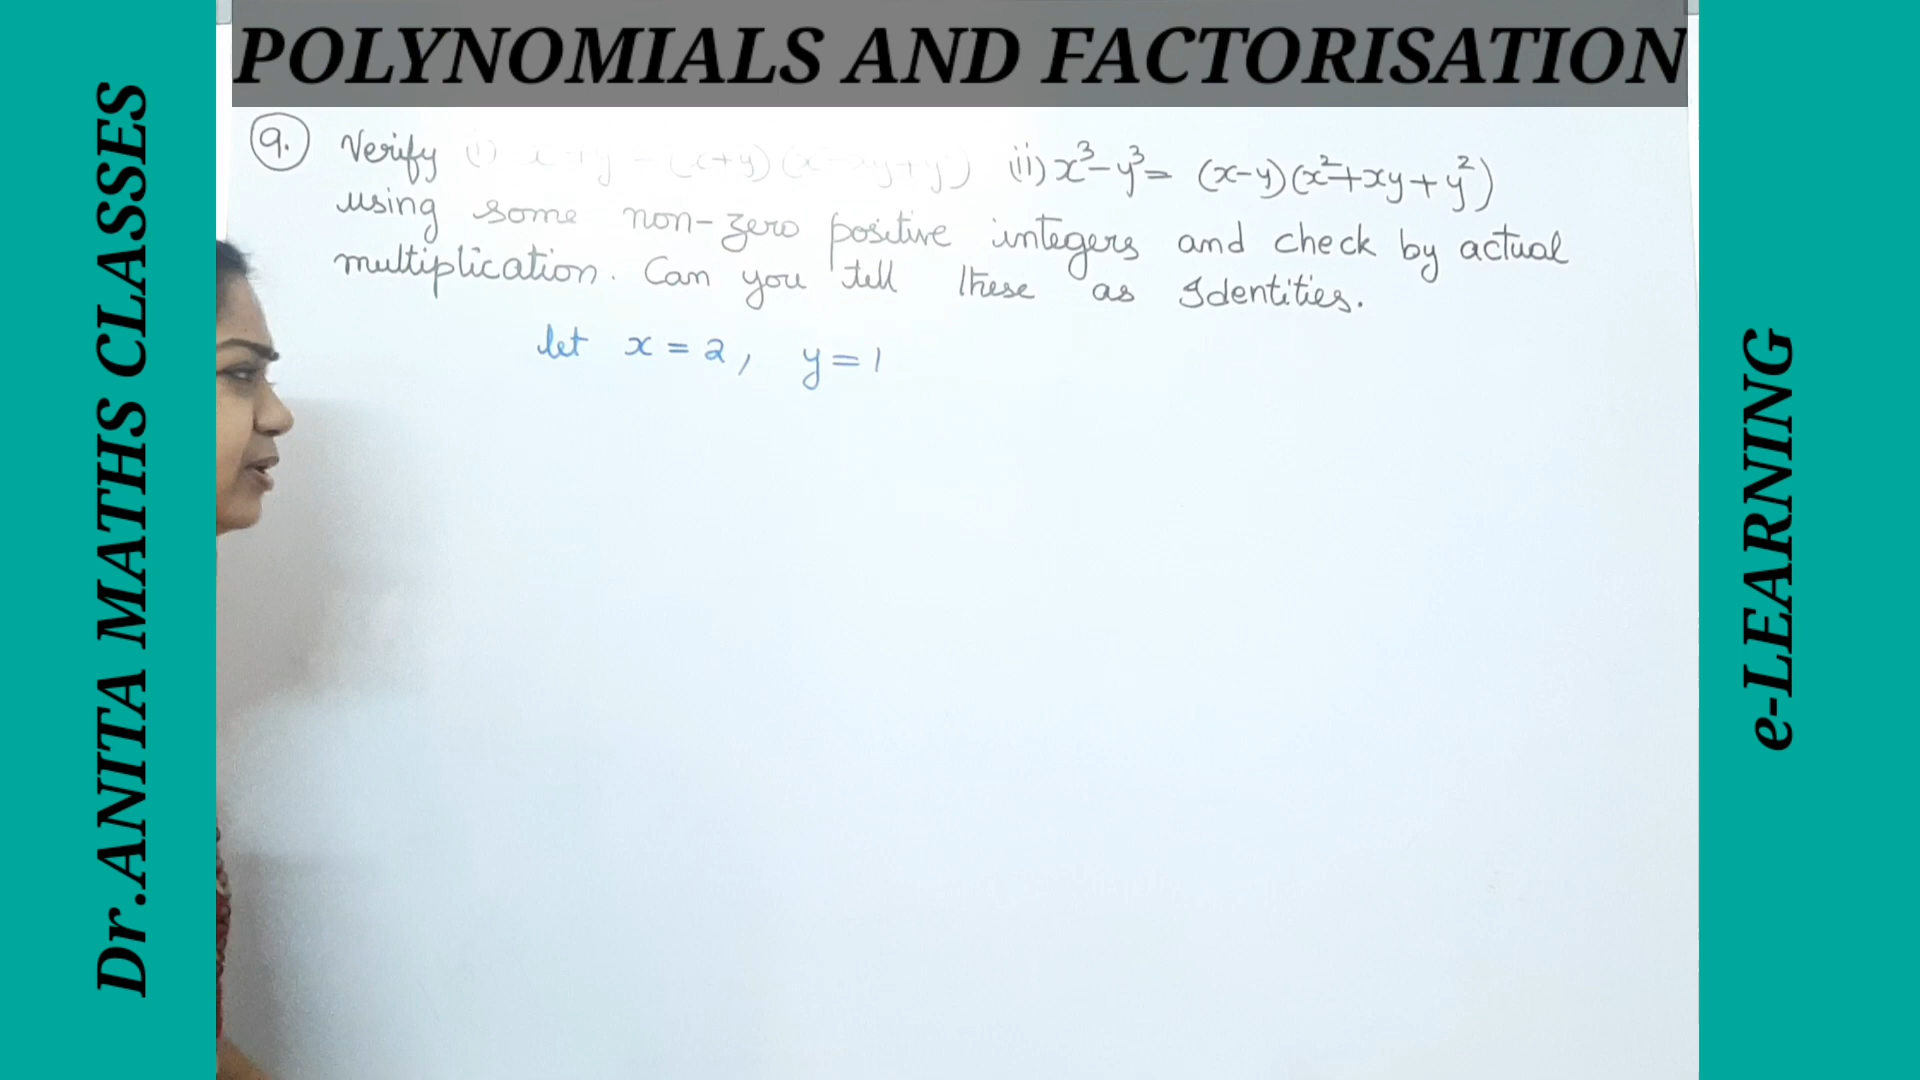 POLYNOMIALS AND FACTORISATION
Dr.ANITA MATHS CLASSES
9. Verify (i) (x+y) (ii) x³-y³= (x-y)(x²+xy+y²)
using some non-zero positive integers and check by actual
multiplication. Can you tell these as Identities.
let x = 2, y = 1
e-LEARNING